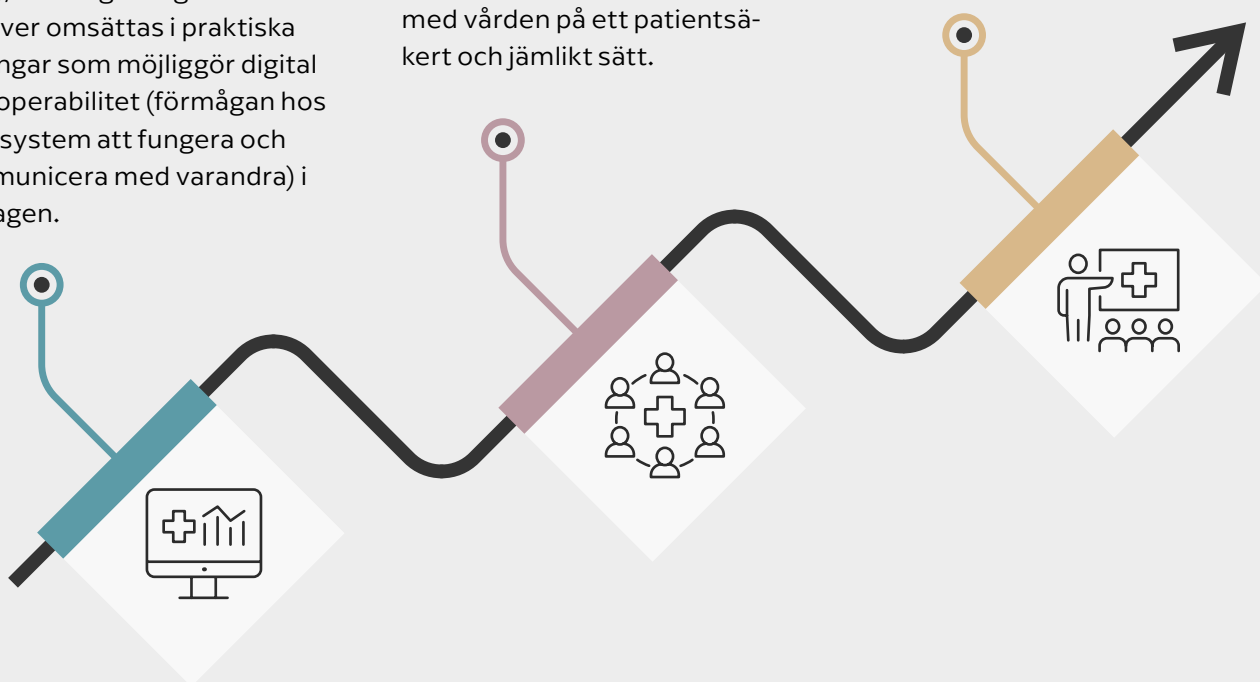 ver omsättas i praktiska
ngar som möjliggör digital
operabilitet (förmågan hos
system att fungera och
municera med varandra) i
agen.
med vården på ett patientsä-
kert och jämlikt sätt.